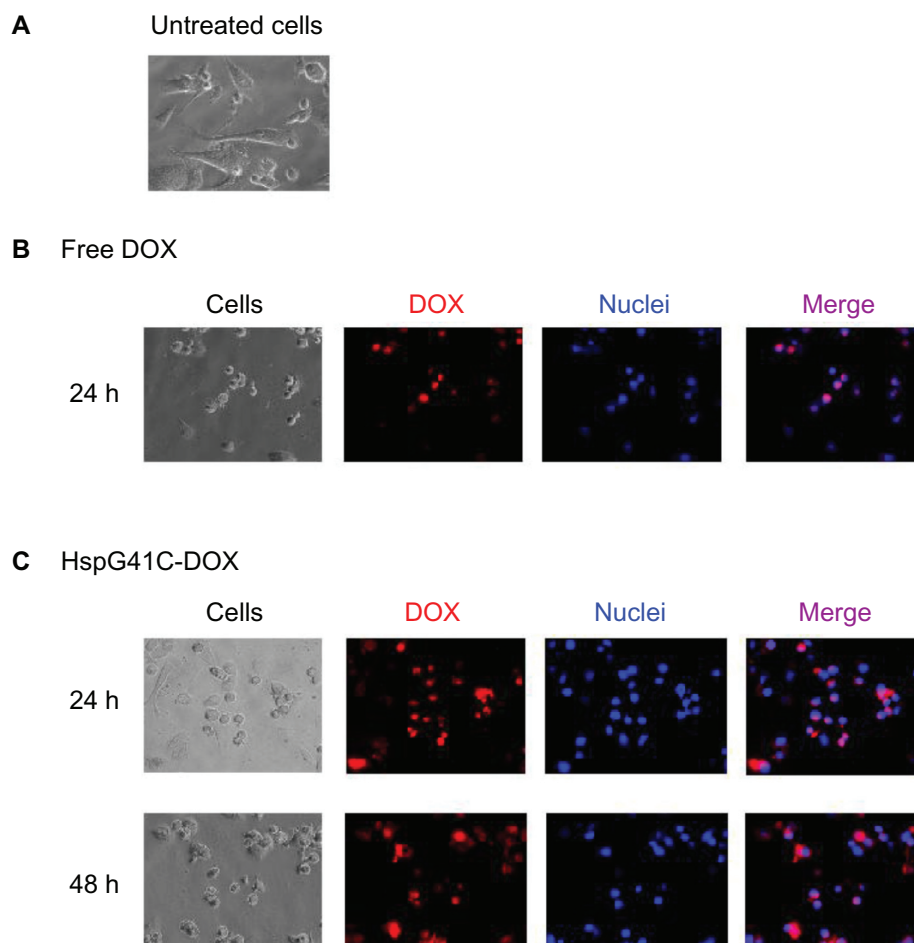 A Untreated cells
B Free DOX
Cells DOX Nuclei Merge
24 h
C HspG41C-DOX
Cells DOX Nuclei Merge
24 h
48 h